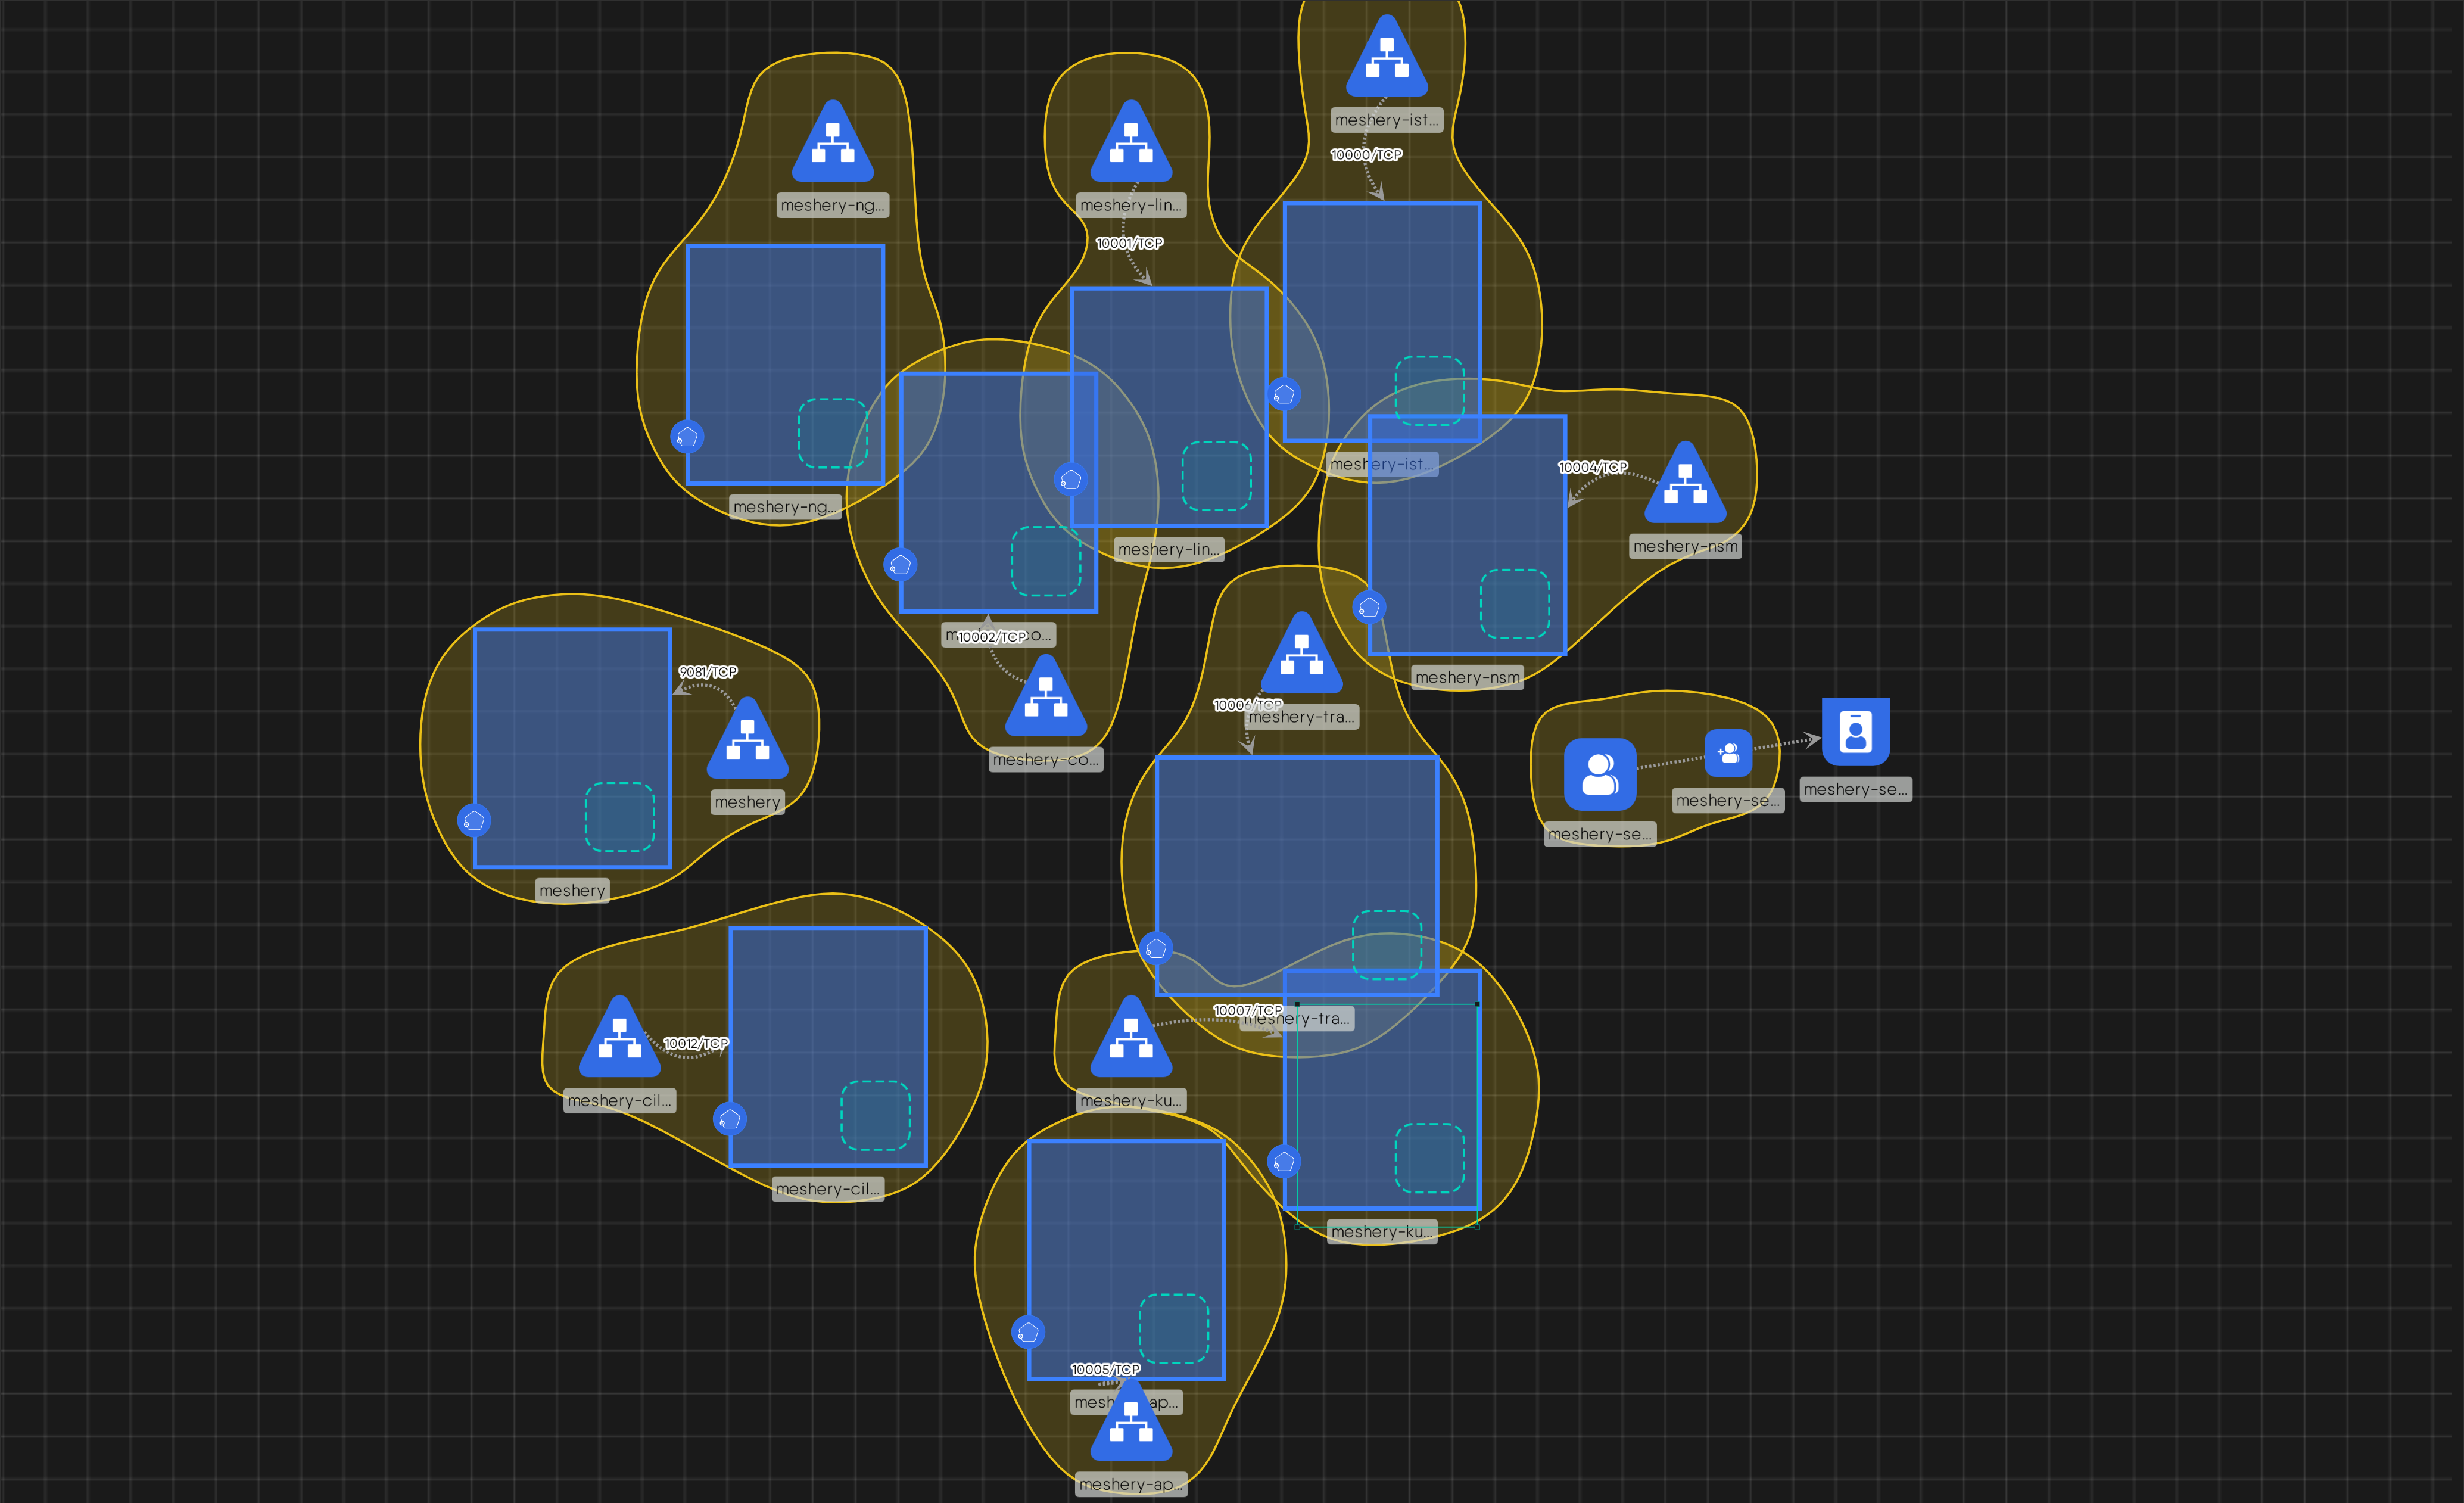 meshery-ist...
10000/TCP
meshery-ng...
meshery-lin...
10001/TCP
meshery-ist...
10004/TCP
meshery-ng...
meshery-nsm
meshery-lin...
10002/TCP
9081/TCP
meshery-nsm
10006/TCP
meshery-tra...
meshery-co...
meshery-se...
meshery-se...
meshery
meshery-se...
meshery
10007/TCP
meshery-tra...
10012/TCP
meshery-cil...
meshery-ku...
meshery-cil...
meshery-ku...
10005/TCP
meshery-ap...